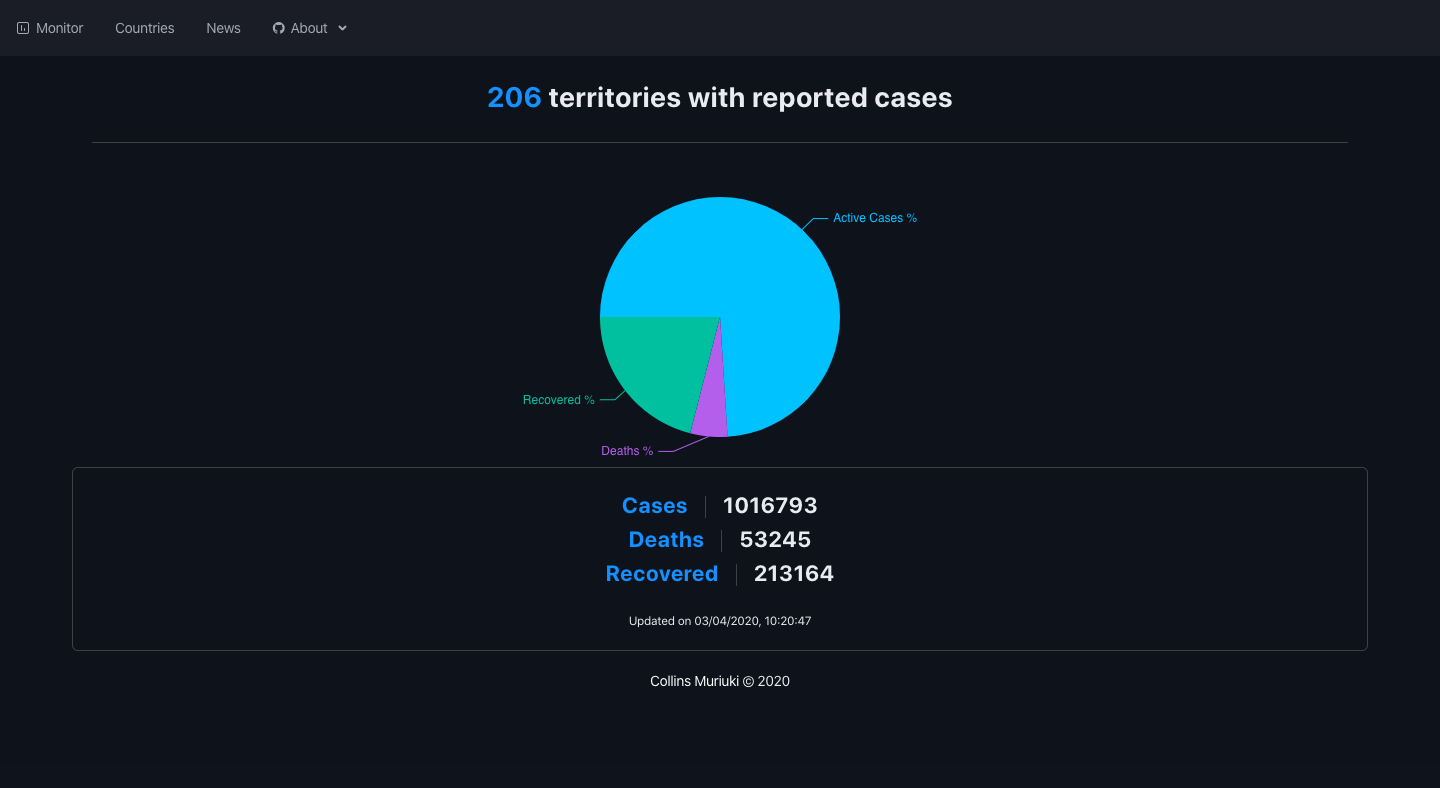 Monitor Countries News About
206 territories with reported cases
Active Cases %
Recovered %
Deaths %
Cases 1016793
Deaths 53245
Recovered 213164
Updated on 03/04/2020, 10:20:47
Collins Muriuki © 2020